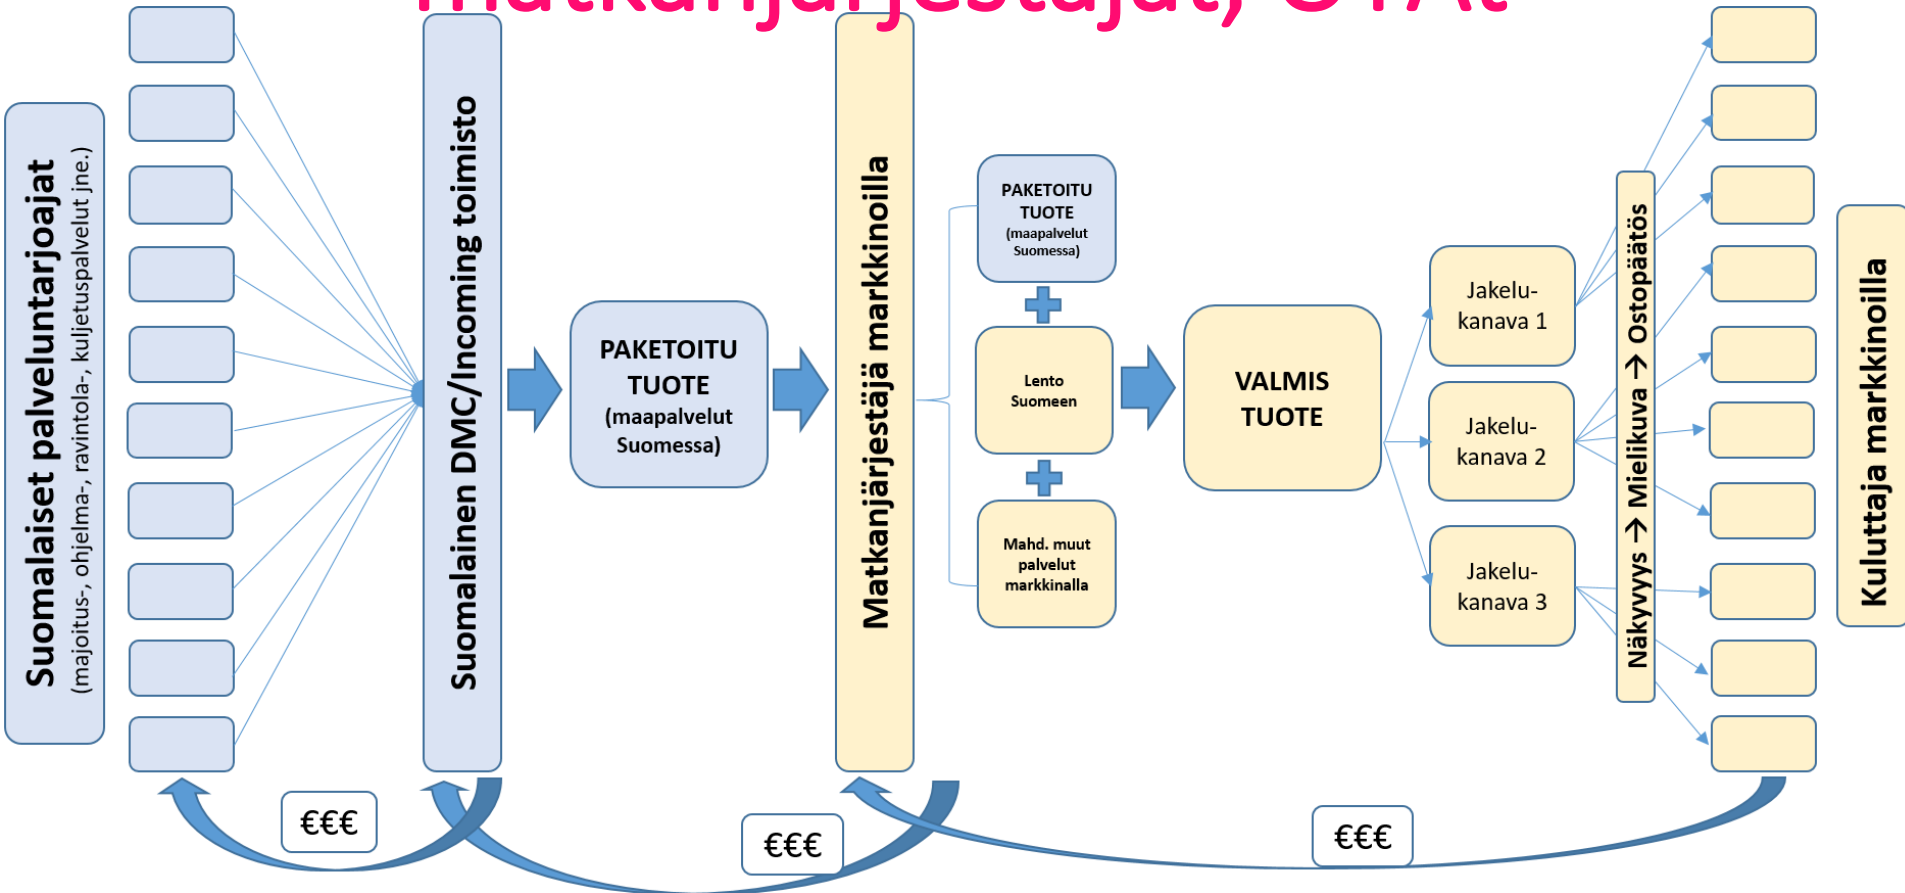 matkanjärjestäjät, OTAt
Suomalaiset palveluntarjoajat
(majoitus-, ohjelma-, ravintola-, kuljetuspalvelut jne.)
Suomalainen DMC/Incoming toimisto
PAKETOITU
TUOTE
(maapalvelut
Suomessa)
Matkanjärjestäjä markkinoilla
PAKETOITU
TUOTE
(maapalvelut
Suomessa)
Lento
Suomeen
Mahd. muut
palvelut
markkinalla
VALMIS
TUOTE
Jakelu-
kanava 1
Jakelu-
kanava 2
Jakelu-
kanava 3
Näkyvyys → Mielikuva → Ostopäätös
Kuluttaja markkinoilla
€€€
€€€
€€€